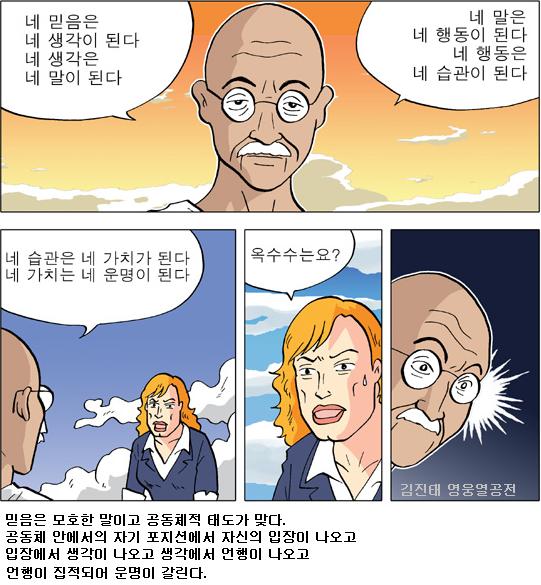 네 믿음은
네 생각이 된다
네 생각은
네 말이 된다
네 말은
네 행동이 된다
네 행동은
네 습관이 된다
네 습관은 네 가치가 된다
네 가치는 네 운명이 된다
옥수수는요?
김진태 영웅열공전
믿음은 모호한 말이고 공동체적 태도가 맞다.
공동체 안에서의 자기 포지션에서 자신의 입장이 나오고
입장에서 생각이 나오고 생각에서 언행이 나오고
언행이 집적되어 운명이 갈린다.